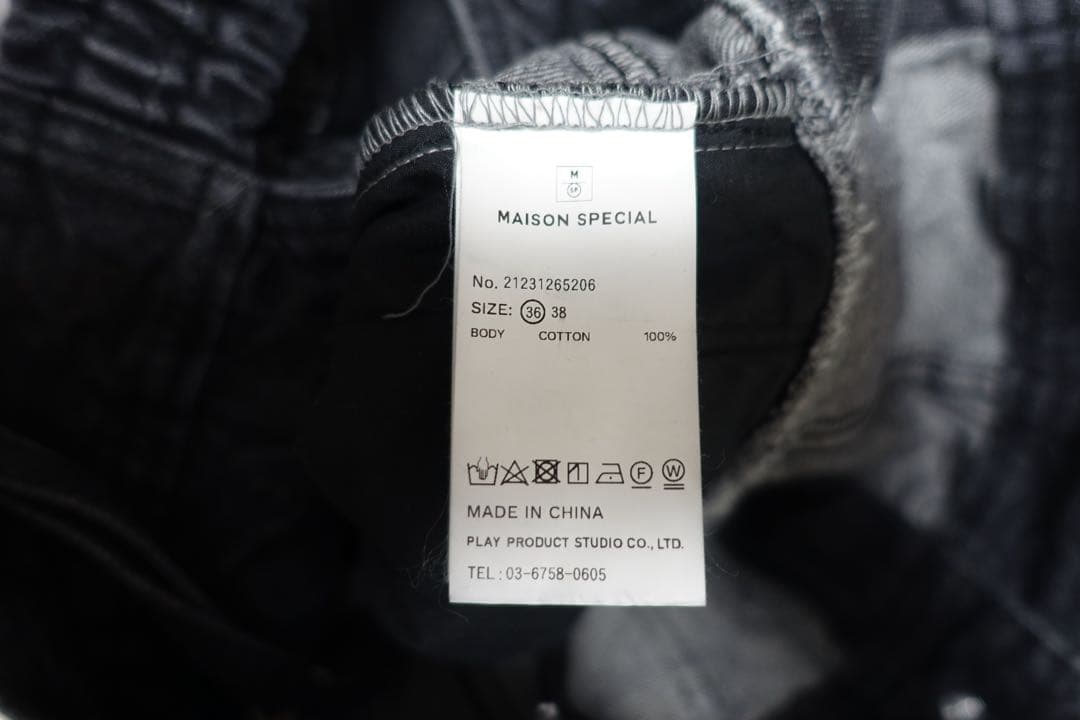 M
SP
MAISON SPECIAL
No. 21231265206
SIZE: 36 38
BODY COTTON 100%
F W
MADE IN CHINA
PLAY PRODUCT STUDIO CO., LTD.
TEL : 03-6758-0605